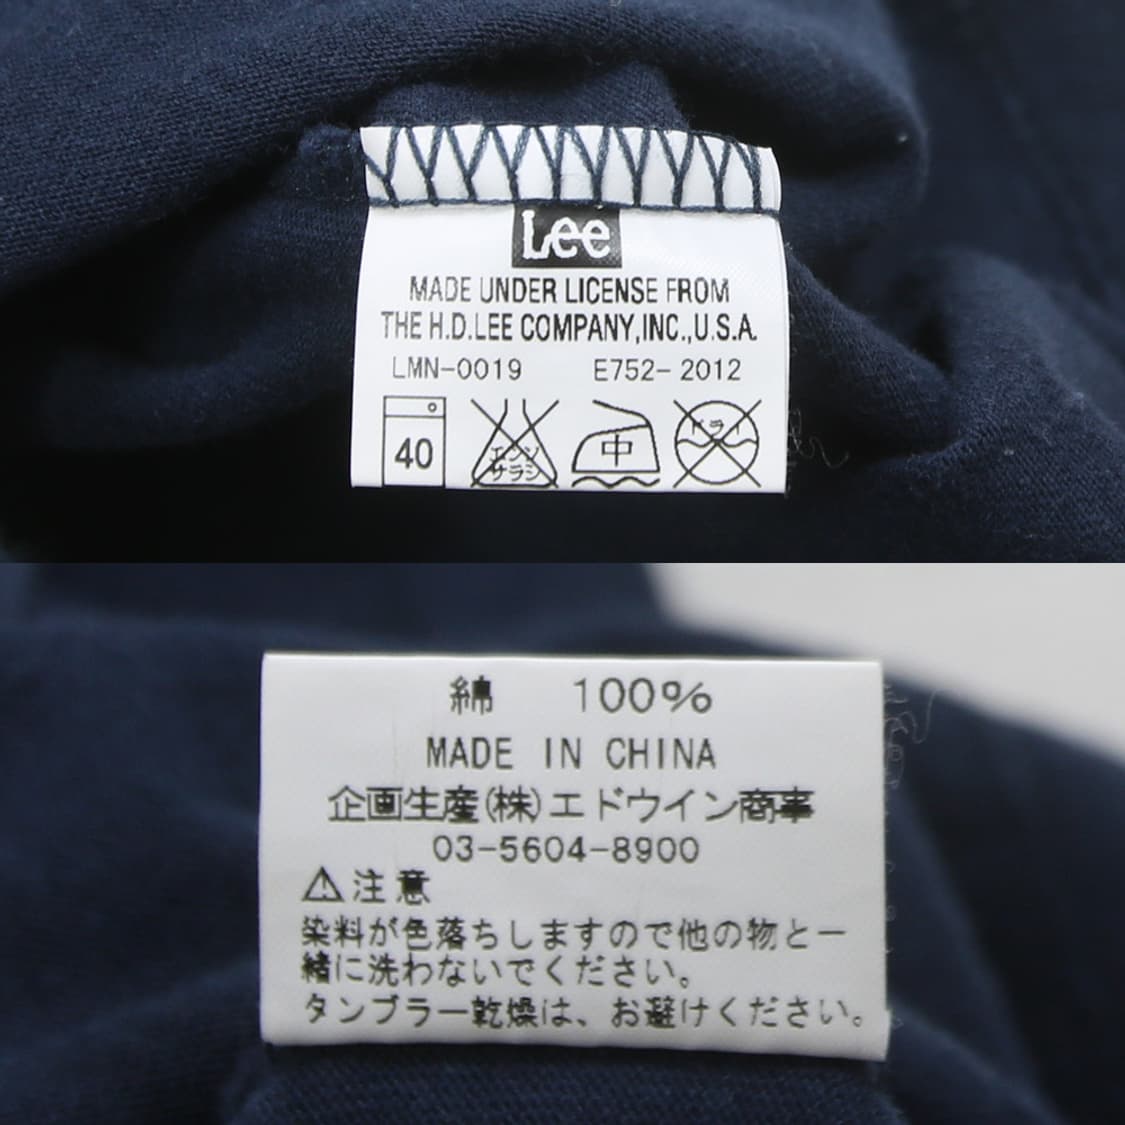 Lee
MADE UNDER LICENSE FROM
THE H.D.LEE COMPANY,INC.,U.S.A.
LMN-0019 E752-2012
40 エンソ サラシ 中 ドライ
綿 100%
MADE IN CHINA
企画生産(株)エドウイン商事
03-5604-8900
⚠注意
染料が色落ちしますので他の物と一
緒に洗わないでください。
タンブラー乾燥は、お避けください。